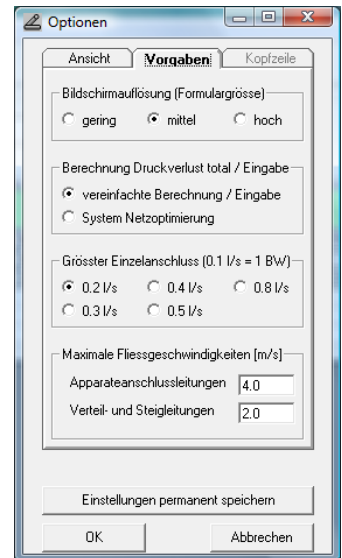 Optionen
Ansicht Vorgaben Kopfzeile
Bildschirmauflösung (Formulargrösse)
gering mittel hoch
Berechnung Druckverlust total / Eingabe
vereinfachte Berechnung / Eingabe
System Netzoptimierung
Grösster Einzelanschluss (0.1 l/s = 1 BW)
0.2 l/s 0.4 l/s 0.8 l/s
0.3 l/s 0.5 l/s
Maximale Fliessgeschwindigkeiten [m/s]
Apparateanschlussleitungen 4.0
Verteil- und Steigleitungen 2.0
Einstellungen permanent speichern
OK Abbrechen